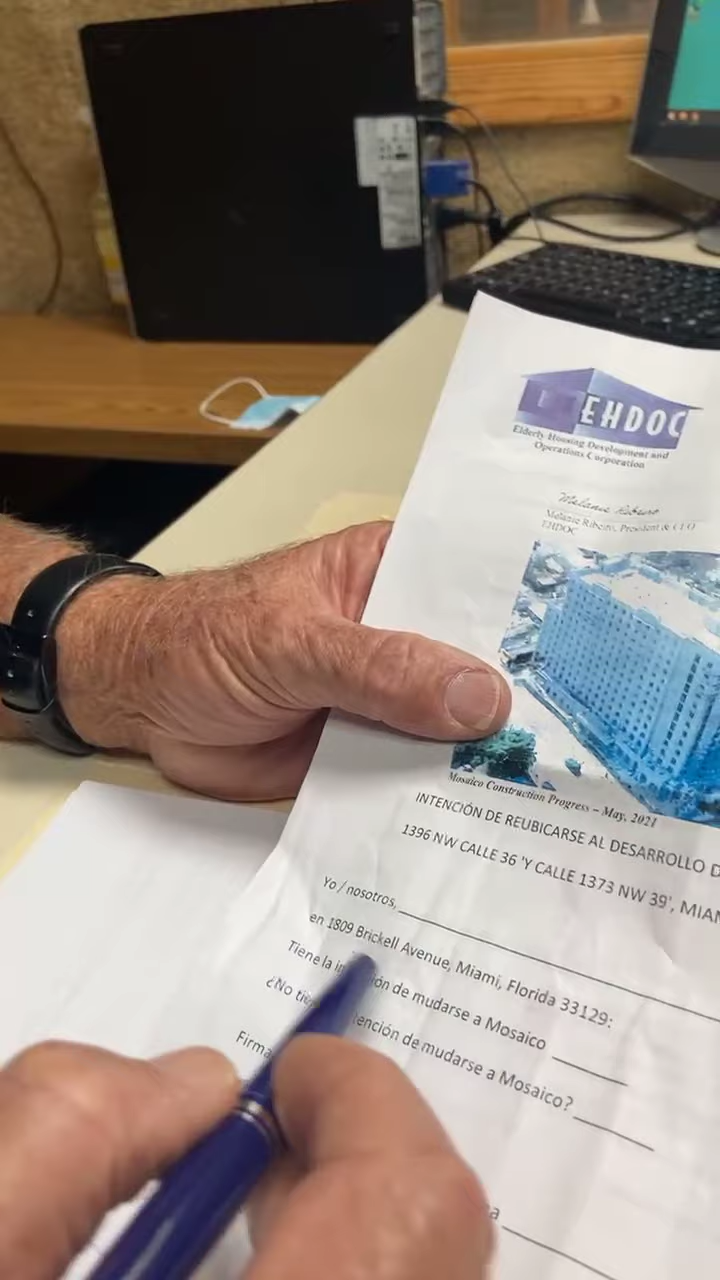 EHDOC
Elderly Housing Development and
Operations Corporation
Melanie Ribeiro
Melanie Ribeiro, President & CEO
EHDOC
Mosaico Construction Progress – May, 2021
INTENCIÓN DE REUBICARSE AL DESARROLLO
1396 NW CALLE 36 'Y CALLE 1373 NW 39',
Yo / nosotros,
en 1809 Brickell Avenue, Miami, Florida 33129:
Tiene la de mudarse a Mosaico
¿No de mudarse a Mosaico?